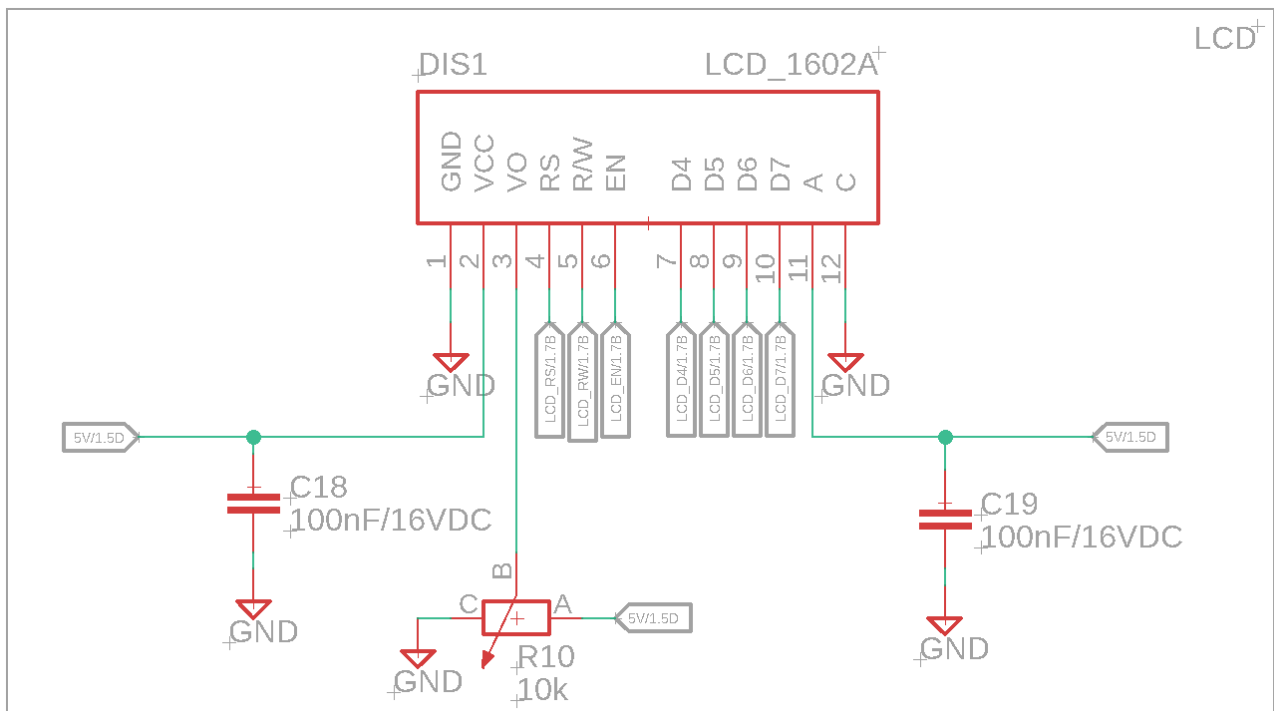 LCD
DIS1 LCD_1602A
GND VCC VO RS R/W EN D4 D5 D6 D7 A C
1 2 3 4 5 6 7 8 9 10 11 12
LCD_RS/1.7B LCD_RW/1.7B LCD_EN/1.7B LCD_D4/1.7B LCD_D5/1.7B LCD_D6/1.7B LCD_D7/1.7B
GND GND
5V/1.5D 5V/1.5D
C18
100nF/16VDC
C19
100nF/16VDC
B
C A
5V/1.5D
GND
GND
R10
10k
GND